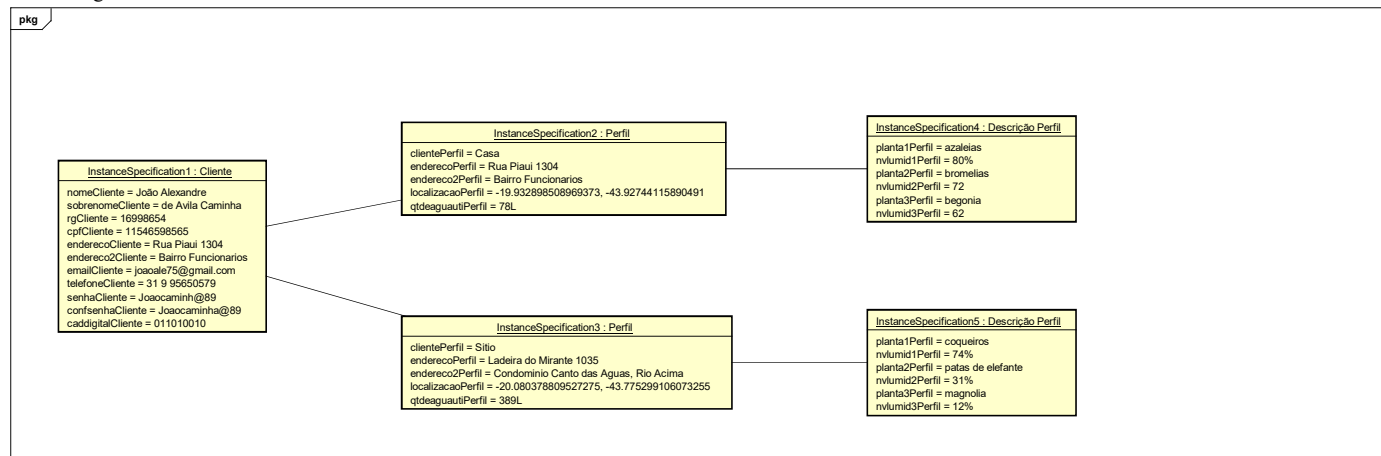 pkg
InstanceSpecification1 : Cliente
nomeCliente = João Alexandre
sobrenomeCliente = de Avila Caminha
rgCliente = 16998654
cpfCliente = 11546598565
enderecoCliente = Rua Piaui 1304
endereco2Cliente = Bairro Funcionarios
emailCliente = joaoale75@gmail.com
telefoneCliente = 31 9 95650579
senhaCliente = Joaocaminh@89
confsenhaCliente = Joaocaminha@89
caddigitalCliente = 011010010
InstanceSpecification2 : Perfil
clientePerfil = Casa
enderecoPerfil = Rua Piaui 1304
endereco2Perfil = Bairro Funcionarios
localizacaoPerfil = -19.932898508969373, -43.92744115890491
qtdeaguautiPerfil = 78L
InstanceSpecification3 : Perfil
clientePerfil = Sítio
enderecoPerfil = Ladeira do Mirante 1035
endereco2Perfil = Condominio Canto das Aguas, Rio Acima
localizacaoPerfil = -20.080378809527275, -43.775299106073255
qtdeaguautiPerfil = 389L
InstanceSpecification4 : Descrição Perfil
planta1Perfil = azaleias
nvlumid1Perfil = 80%
planta2Perfil = bromelias
nvlumid2Perfil = 72
planta3Perfil = begonia
nvlumid3Perfil = 62
InstanceSpecification5 : Descrição Perfil
planta1Perfil = coqueiros
nvlumid1Perfil = 74%
planta2Perfil = patas de elefante
nvlumid2Perfil = 31%
planta3Perfil = magnolia
nvlumid3Perfil = 12%